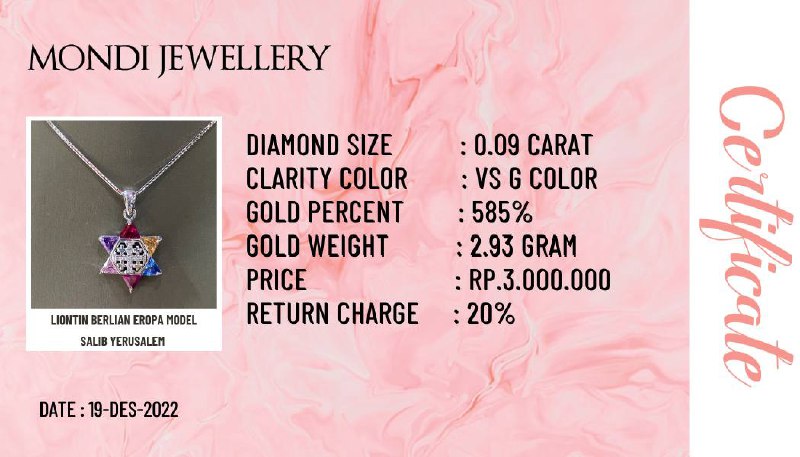 MONDI JEWELLERY
DIAMOND SIZE : 0.09 CARAT
CLARITY COLOR : VS G COLOR
GOLD PERCENT : 585%
GOLD WEIGHT : 2.93 GRAM
PRICE : RP.3.000.000
RETURN CHARGE : 20%
LIONTIN BERLIAN EROPA MODEL
SALIB YERUSALEM
DATE : 19-DES-2022
Certificate